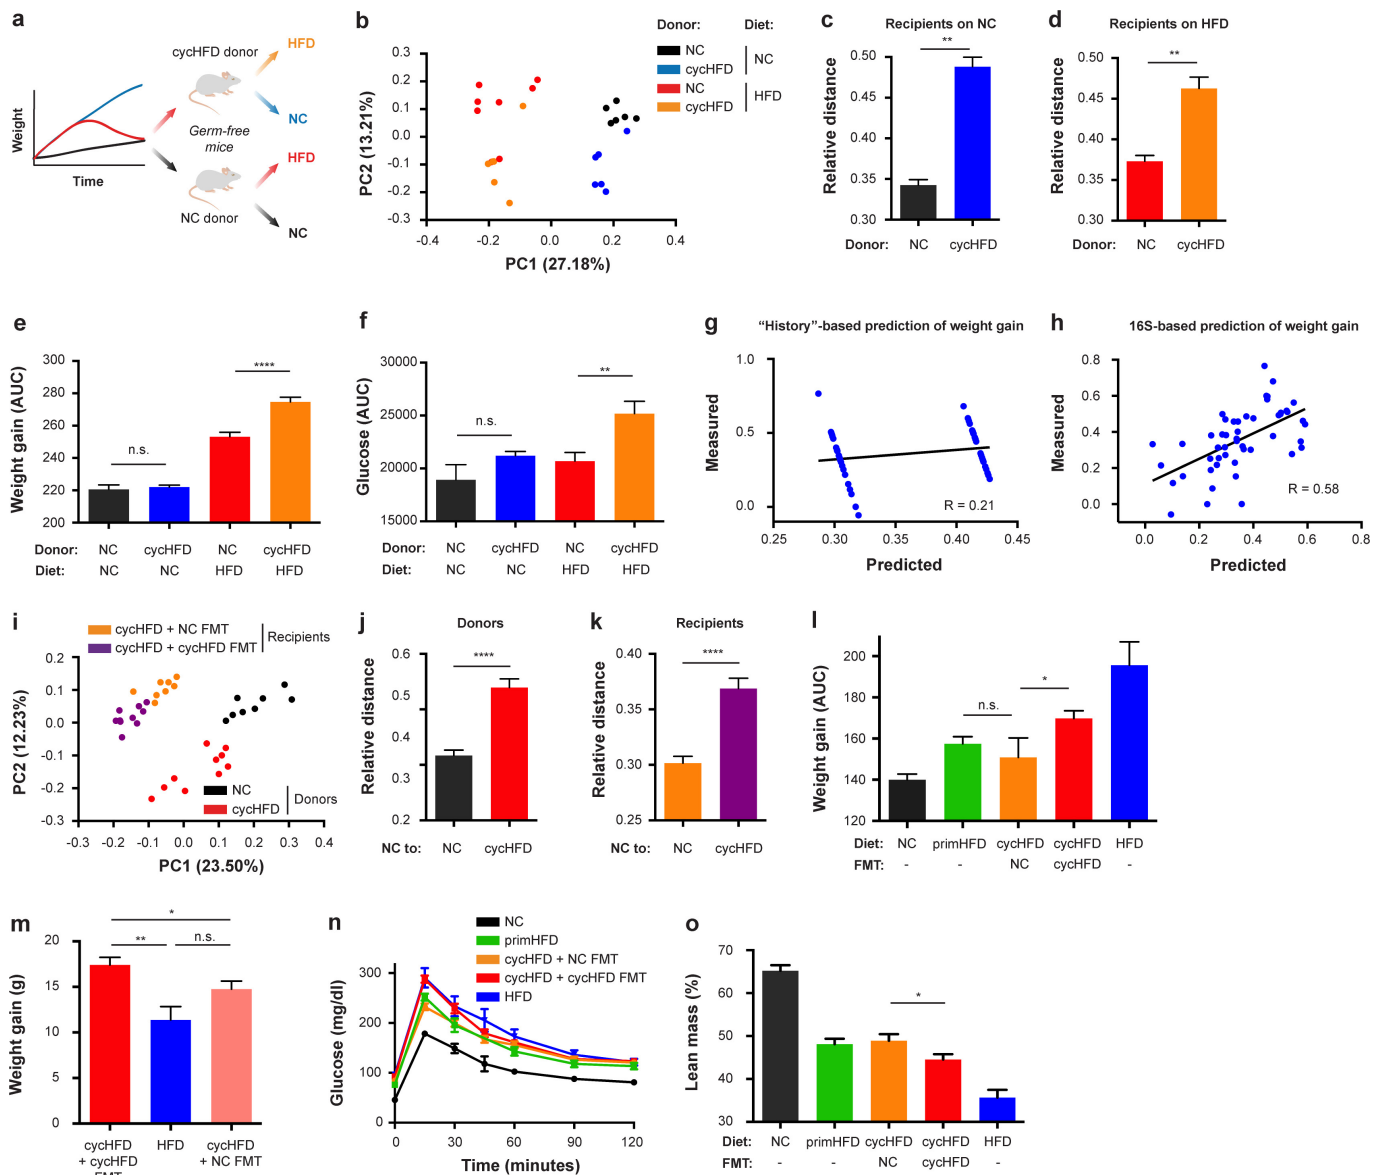 a
cycHFD donor
HFD
NC
Germ-free
mice
HFD
NC donor
NC
Weight
Time
b
Donor: Diet:
NC
cycHFD
NC
NC
cycHFD
HFD
PC2 (13.21%)
0.3
0.2
0.1
0.0
-0.1
-0.2
-0.3
-0.4 -0.2 0.0 0.2 0.4
PC1 (27.18%)
c
Recipients on NC
**
Relative distance
0.50
0.45
0.35
0.30
Donor: NC cycHFD
d
Recipients on HFD
**
Relative distance
0.50
0.45
0.35
0.30
Donor: NC cycHFD
e
Weight gain (AUC)
300
280
260
240
220
200
n.s.
****
Donor: NC cycHFD NC cycHFD
Diet: NC NC HFD HFD
f
Glucose (AUC)
30000
25000
20000
15000
n.s.
**
Donor: NC cycHFD NC cycHFD
Diet: NC NC HFD HFD
g
“History”-based prediction of weight gain
Measured
1.0
0.5
0.0
R = 0.21
0.25 0.30 0.35 0.40 0.45
Predicted
h
16S-based prediction of weight gain
Measured
0.8
0.6
0.4
0.2
0.0
R = 0.58
0.0 0.2 0.4 0.6 0.8
Predicted
i
cycHFD + NC FMT
cycHFD + cycHFD FMT
Recipients
PC2 (12.23%)
0.2
0.1
0.0
-0.1
-0.2
-0.3
NC
cycHFD
Donors
-0.3 -0.2 -0.1 0.0 0.1 0.2 0.3 0.4
PC1 (23.50%)
j
Donors
****
Relative distance
0.6
0.5
0.4
0.3
0.2
NC to: NC cycHFD
k
Recipients
****
Relative distance
0.40
0.35
0.30
0.25
NC to: NC cycHFD
l
Weight gain (AUC)
200
180
160
140
120
n.s.
*
Diet: NC primHFD cycHFD cycHFD HFD
FMT: - - NC cycHFD -
m
Weight gain (g)
20
15
10
5
0
*
**
n.s.
cycHFD HFD cycHFD
+ cycHFD + NC FMT
FMT
n
NC
primHFD
cycHFD + NC FMT
cycHFD + cycHFD FMT
HFD
Glucose (mg/dl)
300
200
100
0
0 30 60 90 120
Time (minutes)
o
Lean mass (%)
70
60
50
40
30
*
Diet: NC primHFD cycHFD cycHFD HFD
FMT: - - NC cycHFD -